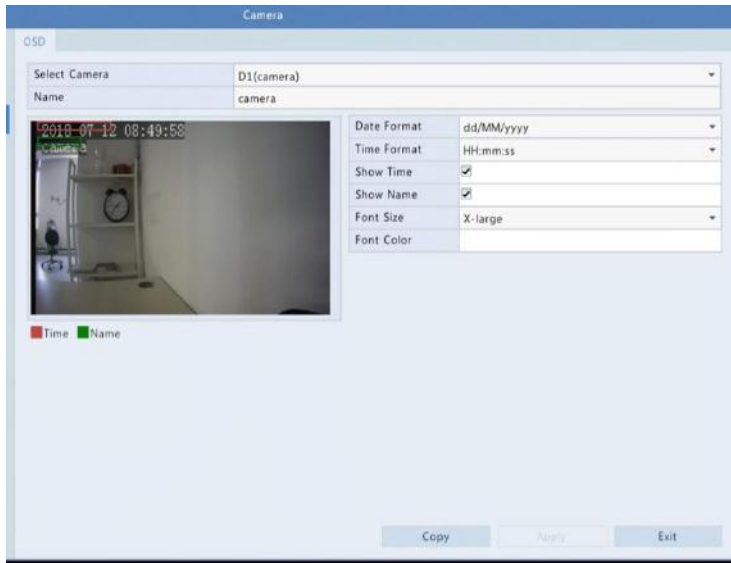 Camera
OSD
Select Camera D1(camera)
Name camera
2018-07-12 08:49:58
camera
Date Format dd/MM/yyyy
Time Format HH:mm:ss
Show Time
Show Name
Font Size X-large
Font Color
Time Name
Copy Apply Exit